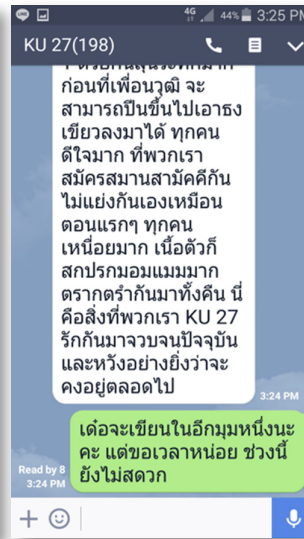 4G 44% 3:25 PM
KU 27(198)
ก่อนที่เพื่อนวุฒิ จะ
สามารถปีนขึ้นไปเอาธง
เขียวลงมาได้ ทุกคน
ดีใจมาก ที่พวกเรา
สมัครสมานสามัคคีกัน
ไม่แย่งกันเองเหมือน
ตอนแรกๆ ทุกคน
เหนื่อยมาก เนื้อตัวก็
สกปรกมอมแมมมาก
ตรากตรำกันมาทั้งคืน นี่
คือสิ่งที่พวกเรา KU 27
รักกันมาจวบจนปัจจุบัน
และหวังอย่างยิ่งว่าจะ
คงอยู่ตลอดไป
3:24 PM
เด๋อจะเขียนในอีกมุมหนึ่งนะ
คะ แต่ขอเวลาหน่อย ช่วงนี้
ยังไม่สดวก
Read by 8
3:24 PM